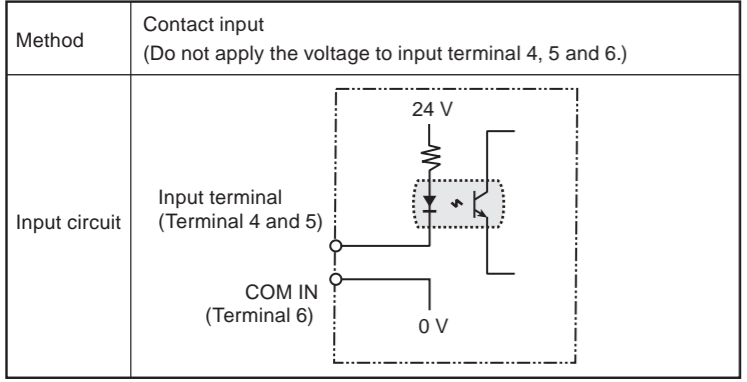 Method
Contact input
(Do not apply the voltage to input terminal 4, 5 and 6.)
Input circuit
24 V
Input terminal
(Terminal 4 and 5)
COM IN
(Terminal 6)
0 V